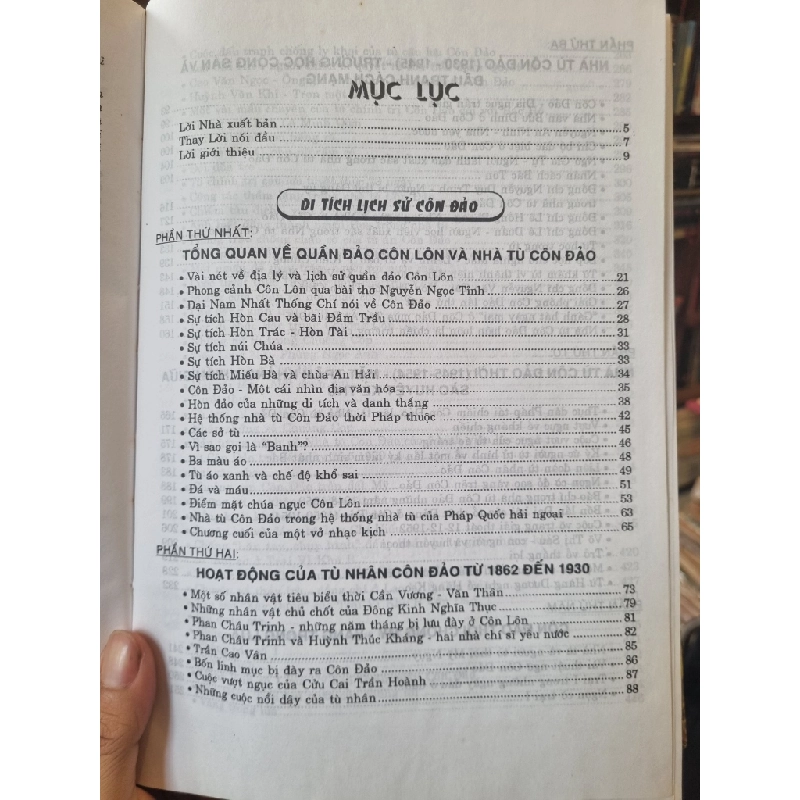 MỤC LỤC
Lời Nhà xuất bản 5
Thay Lời nói đầu 7
Lời giới thiệu 9
DI TÍCH LỊCH SỬ CÔN ĐẢO
PHẦN THỨ NHẤT:
TỔNG QUAN VỀ QUẦN ĐẢO CÔN LÔN VÀ NHÀ TÙ CÔN ĐẢO
• Vài nét về địa lý và lịch sử quần đảo Côn Lôn 21
• Phong cảnh Côn Lôn qua bài thơ Nguyễn Ngọc Tỉnh 26
• Đại Nam Nhất Thống Chí nói về Côn Đảo 27
• Sự tích Hòn Cau và bãi Đầm Trầu 28
• Sự tích Hòn Trác - Hòn Tài 31
• Sự tích núi Chúa 33
• Sự tích Hòn Bà 33
• Sự tích Miếu Bà và chùa An Hải 34
• Côn Đảo - Một cái nhìn địa văn hóa 35
• Hòn đảo của những di tích và danh thắng 38
• Hệ thống nhà tù Côn Đảo thời Pháp thuộc 42
• Các sở tù 45
• Vì sao gọi là "Banh"? 46
• Ba màu áo 48
• Tù áo xanh và chế độ khổ sai 49
• Đá và máu 51
• Điểm mặt chúa ngục Côn Lôn 53
• Nhà tù Côn Đảo trong hệ thống nhà tù của Pháp Quốc hải ngoại 63
• Chương cuối của một vở nhạc kịch 65
PHẦN THỨ HAI:
HOẠT ĐỘNG CỦA TÙ NHÂN CÔN ĐẢO TỪ 1862 ĐẾN 1930
• Một số nhân vật tiêu biểu thời Cần Vương - Văn Thân 73
• Những nhân vật chủ chốt của Đông Kinh Nghĩa Thục 79
• Phan Châu Trinh - những năm tháng bị lưu đày ở Côn Lôn 81
• Phan Châu Trinh và Huỳnh Thúc Kháng - hai nhà chí sĩ yêu nước 82
• Trần Cao Vân 85
• Bốn linh mục bị đày ra Côn Đảo 86
• Cuộc vượt ngục của Cửu Cai Trần Hoành 87
• Những cuộc nổi dậy của tù nhân 88